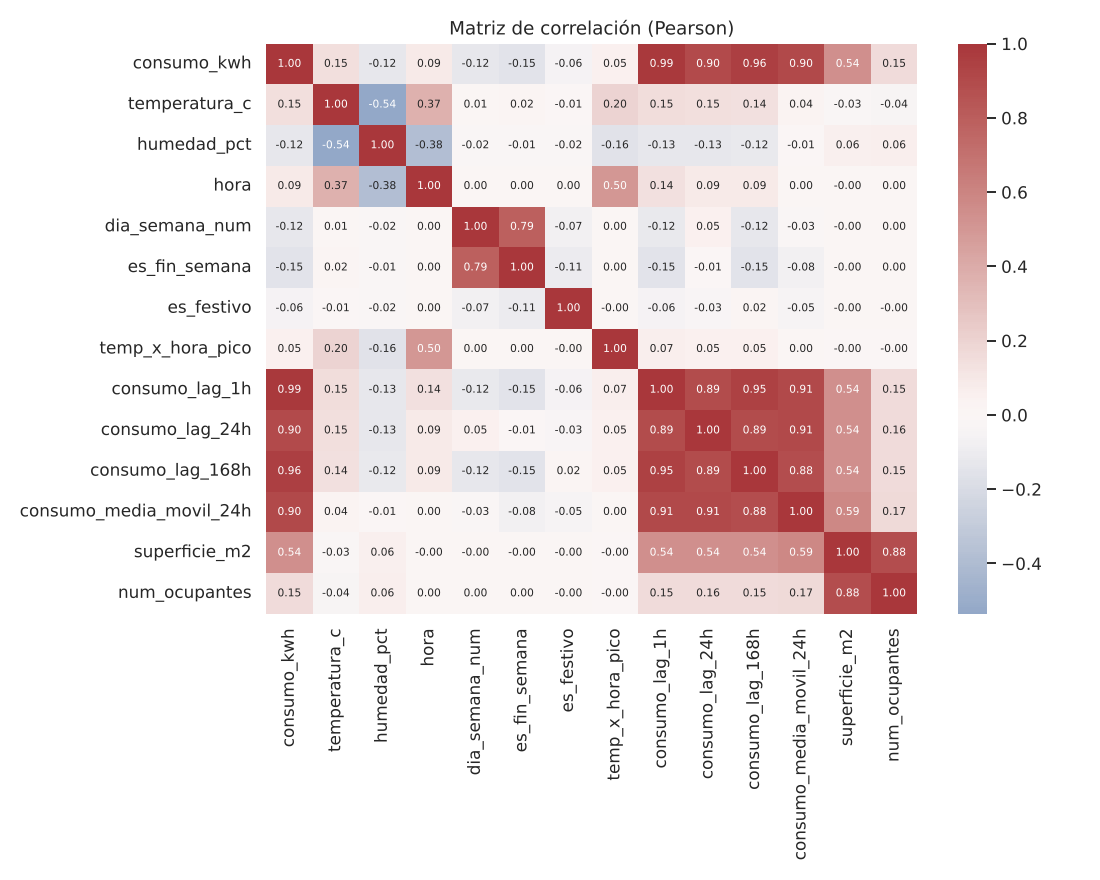 Matriz de correlación (Pearson)
consumo_kwh 1.00 0.15 -0.12 0.09 -0.12 -0.15 -0.06 0.05 0.99 0.90 0.96 0.90 0.54 0.15
temperatura_c 0.15 1.00 -0.54 0.37 0.01 0.02 -0.01 0.20 0.15 0.15 0.14 0.04 -0.03 -0.04
humedad_pct -0.12 -0.54 1.00 -0.38 -0.02 -0.01 -0.02 -0.16 -0.13 -0.13 -0.12 -0.01 0.06 0.06
hora 0.09 0.37 -0.38 1.00 0.00 0.00 0.00 0.50 0.14 0.09 0.09 0.00 -0.00 0.00
dia_semana_num -0.12 0.01 -0.02 0.00 1.00 0.79 -0.07 0.00 -0.12 0.05 -0.12 -0.03 -0.00 0.00
es_fin_semana -0.15 0.02 -0.01 0.00 0.79 1.00 -0.11 0.00 -0.15 -0.01 -0.15 -0.08 -0.00 0.00
es_festivo -0.06 -0.01 -0.02 0.00 -0.07 -0.11 1.00 -0.00 -0.06 -0.03 0.02 -0.05 -0.00 -0.00
temp_x_hora_pico 0.05 0.20 -0.16 0.50 0.00 0.00 -0.00 1.00 0.07 0.05 0.05 0.00 -0.00 -0.00
consumo_lag_1h 0.99 0.15 -0.13 0.14 -0.12 -0.15 -0.06 0.07 1.00 0.89 0.95 0.91 0.54 0.15
consumo_lag_24h 0.90 0.15 -0.13 0.09 0.05 -0.01 -0.03 0.05 0.89 1.00 0.89 0.91 0.54 0.16
consumo_lag_168h 0.96 0.14 -0.12 0.09 -0.12 -0.15 0.02 0.05 0.95 0.89 1.00 0.88 0.54 0.15
consumo_media_movil_24h 0.90 0.04 -0.01 0.00 -0.03 -0.08 -0.05 0.00 0.91 0.91 0.88 1.00 0.59 0.17
superficie_m2 0.54 -0.03 0.06 -0.00 -0.00 -0.00 -0.00 -0.00 0.54 0.54 0.54 0.59 1.00 0.88
num_ocupantes 0.15 -0.04 0.06 0.00 0.00 0.00 -0.00 -0.00 0.15 0.16 0.15 0.17 0.88 1.00
consumo_kwh
temperatura_c
humedad_pct
hora
dia_semana_num
es_fin_semana
es_festivo
temp_x_hora_pico
consumo_lag_1h
consumo_lag_24h
consumo_lag_168h
consumo_media_movil_24h
superficie_m2
num_ocupantes
1.0
0.8
0.6
0.4
0.2
0.0
−0.2
−0.4